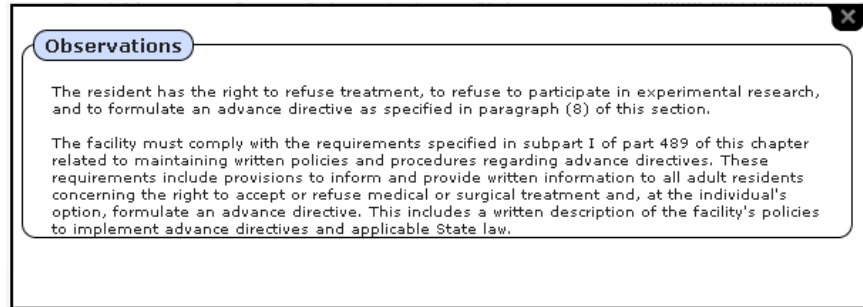 Observations
The resident has the right to refuse treatment, to refuse to participate in experimental research,
and to formulate an advance directive as specified in paragraph (8) of this section.
The facility must comply with the requirements specified in subpart I of part 489 of this chapter
related to maintaining written policies and procedures regarding advance directives. These
requirements include provisions to inform and provide written information to all adult residents
concerning the right to accept or refuse medical or surgical treatment and, at the individual's
option, formulate an advance directive. This includes a written description of the facility's policies
to implement advance directives and applicable State law.